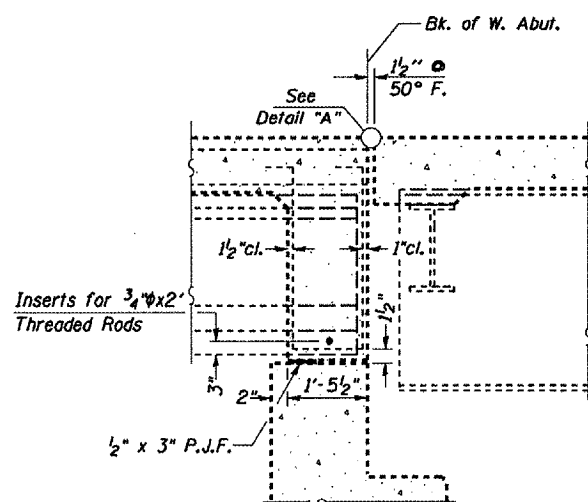 Bk. of W. Abut.
1½" @
50° F.
See
Detail "A"
1½"cl.
1"cl.
1½"
Inserts for ¾"φx2'
Threaded Rods
3"
2"
1'-5½"
½" x 3" P.J.F.